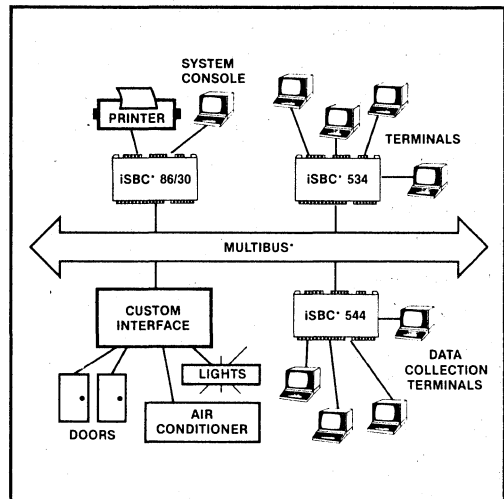 SYSTEM
CONSOLE
PRINTER
TERMINALS
iSBC* 86/30
iSBC* 534
MULTIBUS*
CUSTOM
INTERFACE
iSBC* 544
LIGHTS
DATA
COLLECTION
TERMINALS
AIR
CONDITIONER
DOORS